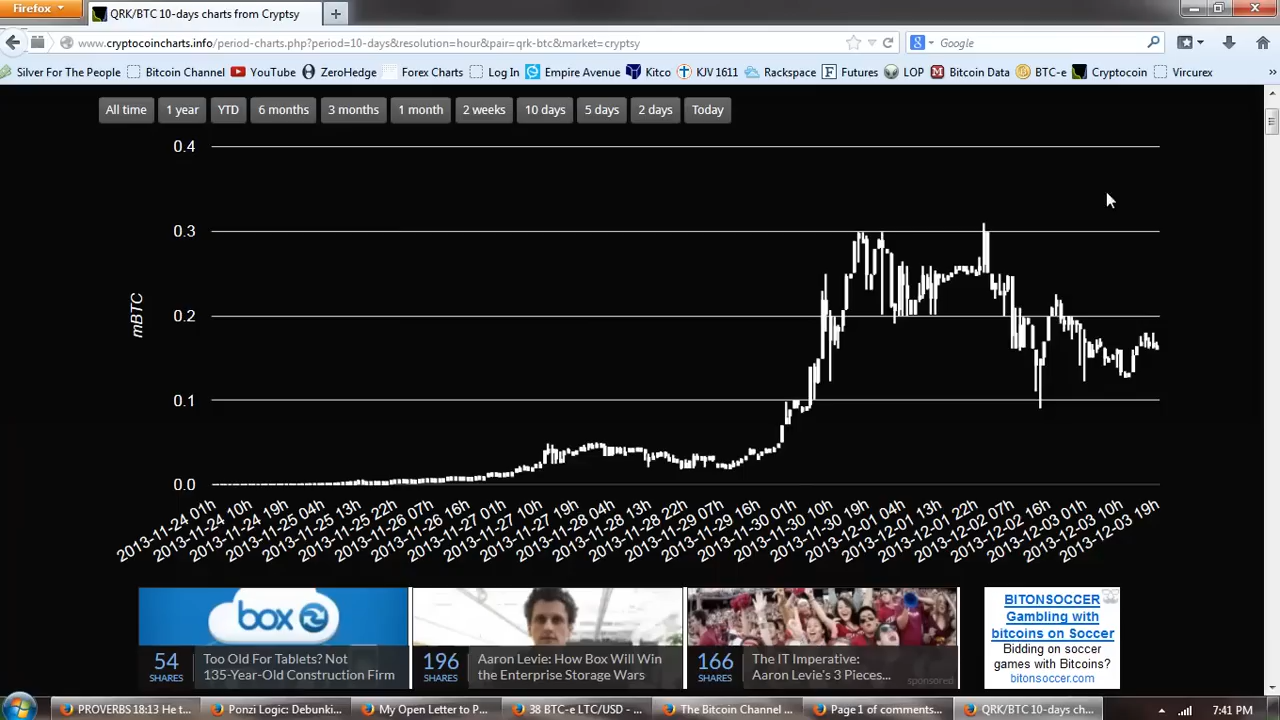 Firefox
QRK/BTC 10-days charts from Cryptsy
www.cryptocoincharts.info/period-charts.php?period=10-days&resolution=hour&pair=qrk-btc&market=cryptsy
Google
Silver For The People
Bitcoin Channel
YouTube
ZeroHedge
Forex Charts
Log In
Empire Avenue
Kitco
KJV 1611
Rackspace
Futures
LOP
Bitcoin Data
BTC-e
Cryptocoin
Vircurex
All time
1 year
YTD
6 months
3 months
1 month
2 weeks
10 days
5 days
2 days
Today
0.4
0.3
mBTC
0.2
0.1
0.0
2013-11-24 01h
2013-11-24 10h
2013-11-24 19h
2013-11-25 04h
2013-11-25 13h
2013-11-25 22h
2013-11-26 07h
2013-11-26 16h
2013-11-27 01h
2013-11-27 10h
2013-11-27 19h
2013-11-28 04h
2013-11-28 13h
2013-11-28 22h
2013-11-29 07h
2013-11-29 16h
2013-11-30 01h
2013-11-30 10h
2013-11-30 19h
2013-12-01 04h
2013-12-01 13h
2013-12-01 22h
2013-12-02 07h
2013-12-02 16h
2013-12-03 01h
2013-12-03 10h
2013-12-03 19h
box
54
SHARES
Too Old For Tablets? Not
135-Year-Old Construction Firm
196
SHARES
Aaron Levie: How Box Will Win
the Enterprise Storage Wars
166
SHARES
The IT Imperative:
Aaron Levie's 3 Pieces...
sponsored
BITONSOCCER
Gambling with
bitcoins on Soccer
Bidding on soccer
games with Bitcoins?
bitonsoccer.com
PROVERBS 18:13 He t...
Ponzi Logic: Debunki...
My Open Letter to P...
38 BTC-e LTC/USD - ...
The Bitcoin Channel ...
Page 1 of comments...
QRK/BTC 10-days ch...
7:41 PM